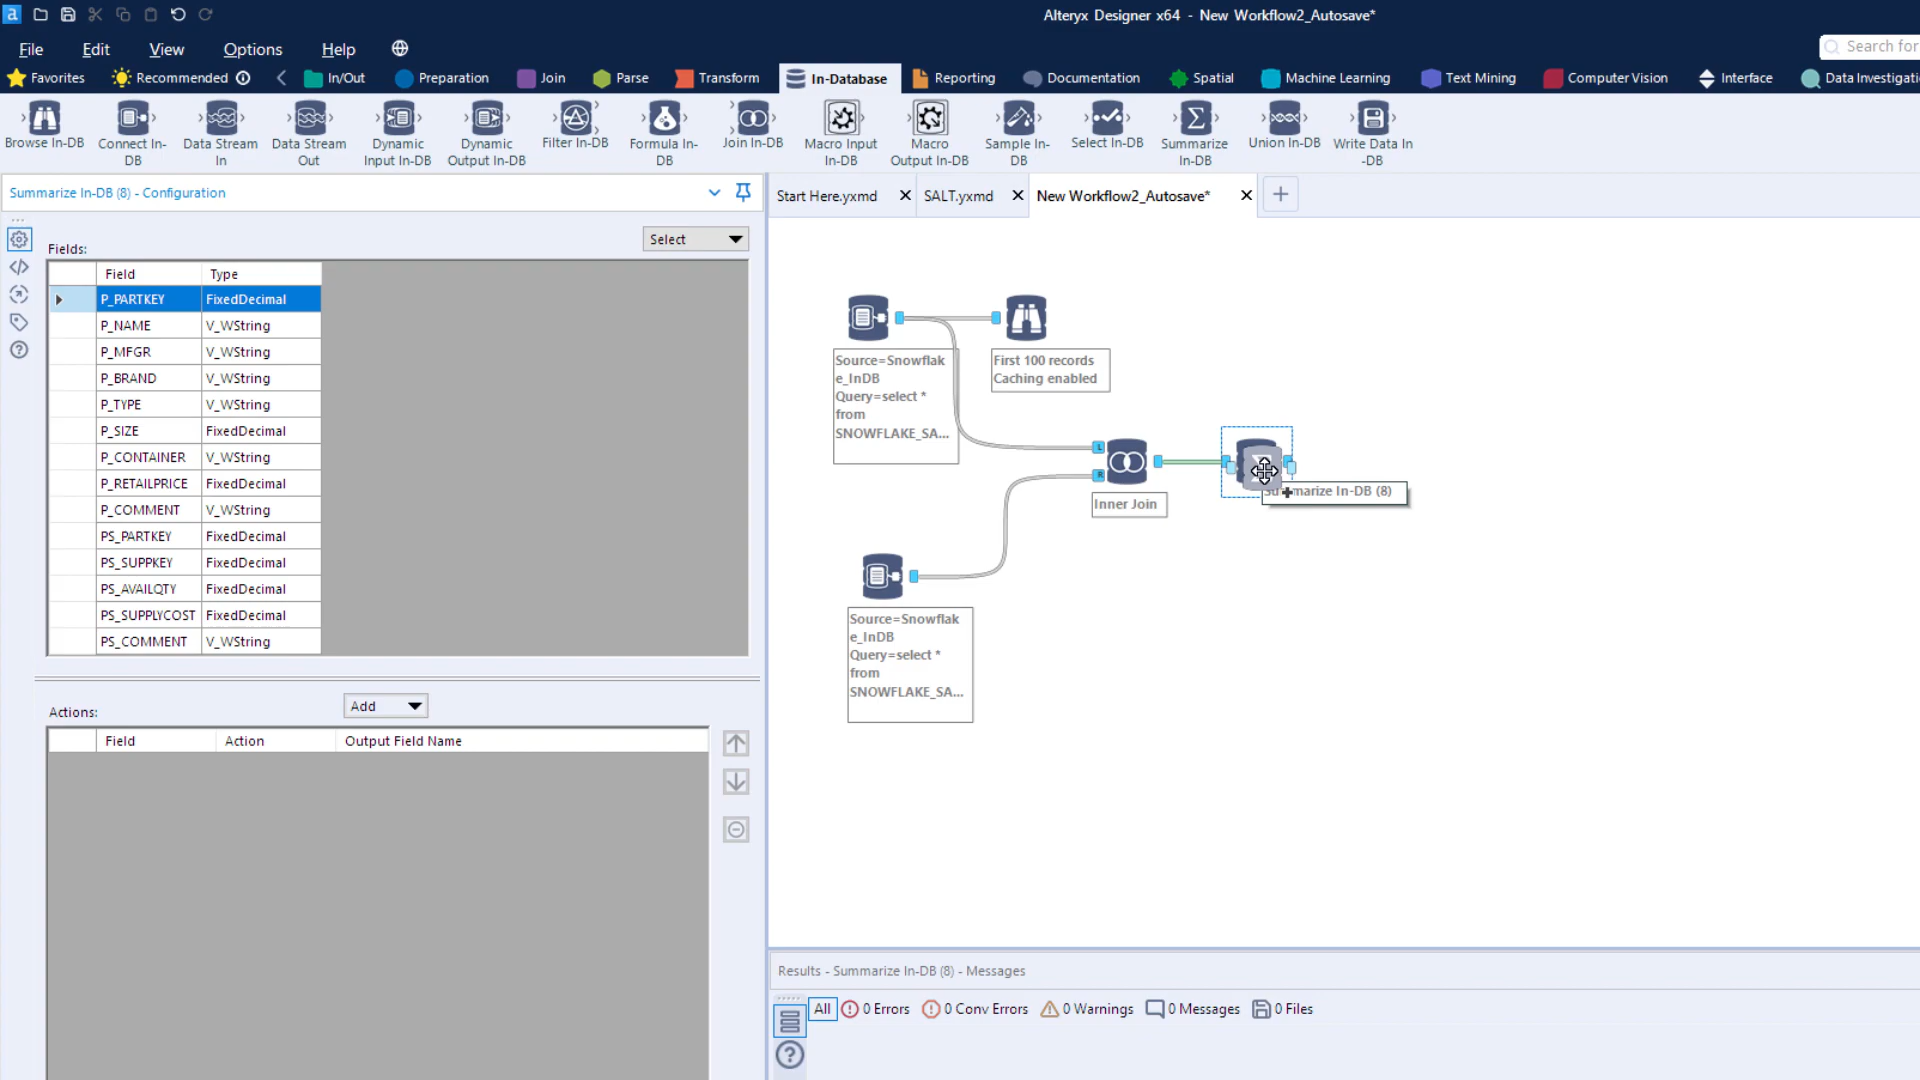 Alteryx Designer x64 - New Workflow2_Autosave*
File Edit View Options Help
Search for
Favorites Recommended In/Out Preparation Join Parse Transform In-Database Reporting Documentation Spatial Machine Learning Text Mining Computer Vision Interface Data Investigati
Browse In-DB
Connect In-
DB
Data Stream
In
Data Stream
Out
Dynamic
Input In-DB
Dynamic
Output In-DB
Filter In-DB
Formula In-
DB
Join In-DB
Macro Input
In-DB
Macro
Output In-DB
Sample In-
DB
Select In-DB
Summarize
In-DB
Union In-DB
Write Data In
-DB
Summarize In-DB (8) - Configuration
Start Here.yxmd
SALT.yxmd
New Workflow2_Autosave*
Fields:
Select
Field Type
P_PARTKEY FixedDecimal
P_NAME V_WString
P_MFGR V_WString
P_BRAND V_WString
P_TYPE V_WString
P_SIZE FixedDecimal
P_CONTAINER V_WString
P_RETAILPRICE FixedDecimal
P_COMMENT V_WString
PS_PARTKEY FixedDecimal
PS_SUPPKEY FixedDecimal
PS_AVAILQTY FixedDecimal
PS_SUPPLYCOST FixedDecimal
PS_COMMENT V_WString
Actions:
Add
Field Action Output Field Name
Source=Snowflak
e_InDB
Query=select *
from
SNOWFLAKE_SA...
First 100 records
Caching enabled
L
R
Inner Join
Summarize In-DB (8)
Source=Snowflak
e_InDB
Query=select *
from
SNOWFLAKE_SA...
Results - Summarize In-DB (8) - Messages
All 0 Errors 0 Conv Errors 0 Warnings 0 Messages 0 Files